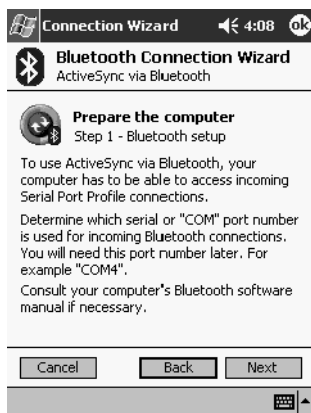 Connection Wizard 4:08 ok
Bluetooth Connection Wizard
ActiveSync via Bluetooth
Prepare the computer
Step 1 - Bluetooth setup
To use ActiveSync via Bluetooth, your
computer has to be able to access incoming
Serial Port Profile connections.
Determine which serial or "COM" port number
is used for incoming Bluetooth connections.
You will need this port number later. For
example "COM4".
Consult your computer's Bluetooth software
manual if necessary.
Cancel Back Next